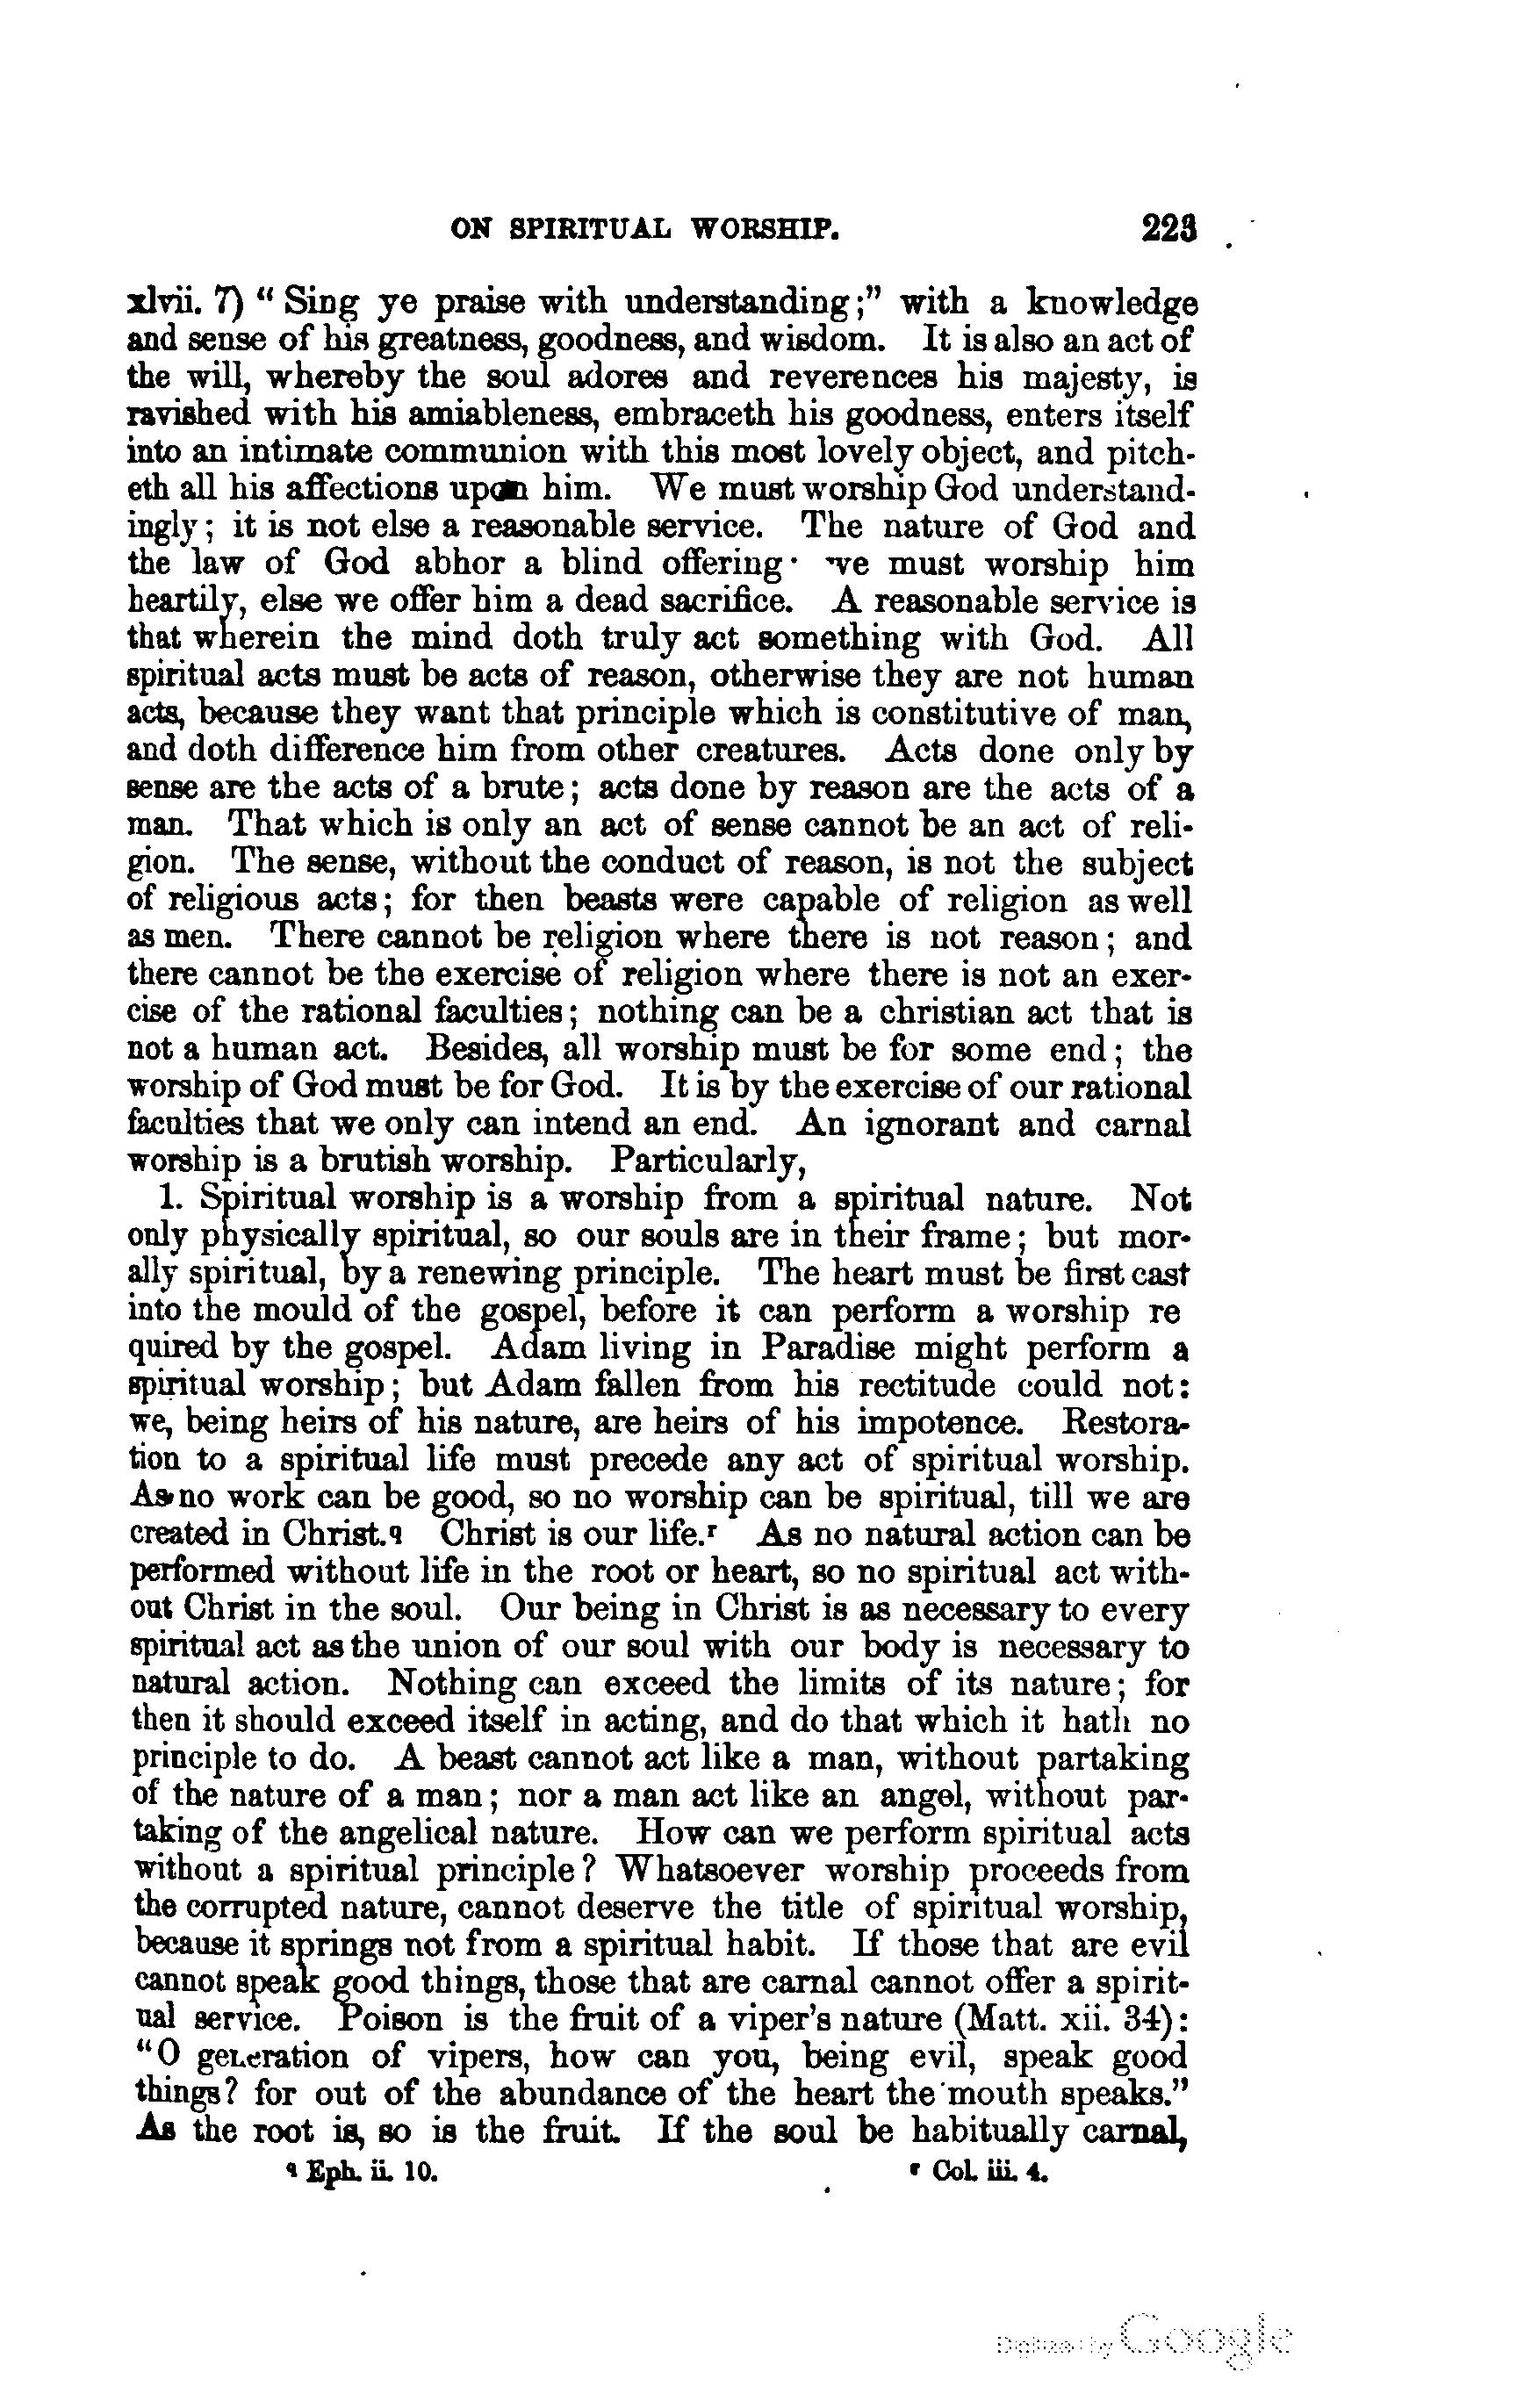 ON SPIRITUAL WORSHIP. 223
xlvii. 7) “ Sing ye praise with understanding;” with a knowledge
and sense of his greatness, goodness, and wisdom. It is also an act of
the will, whereby the soul adores and reverences his majesty, is
ravished with his amiableness, embraceth his goodness, enters itself
into an intimate communion with this most lovely object, and pitch-
eth all his affections upon him. We must worship God understand-
ingly; it is not else a reasonable service. The nature of God and
the law of God abhor a blind offering· we must worship him
heartily, else we offer him a dead sacrifice. A reasonable service is
that wherein the mind doth truly act something with God. All
spiritual acts must be acts of reason, otherwise they are not human
acts, because they want that principle which is constitutive of man,
and doth difference him from other creatures. Acts done only by
sense are the acts of a brute; acts done by reason are the acts of a
man. That which is only an act of sense cannot be an act of reli-
gion. The sense, without the conduct of reason, is not the subject
of religious acts; for then beasts were capable of religion as well
as men. There cannot be religion where there is not reason; and
there cannot be the exercise of religion where there is not an exer-
cise of the rational faculties; nothing can be a christian act that is
not a human act. Besides, all worship must be for some end; the
worship of God must be for God. It is by the exercise of our rational
faculties that we only can intend an end. An ignorant and carnal
worship is a brutish worship. Particularly,
1. Spiritual worship is a worship from a spiritual nature. Not
only physically spiritual, so our souls are in their frame; but mor-
ally spiritual, by a renewing principle. The heart must be first cast
into the mould of the gospel, before it can perform a worship re
quired by the gospel. Adam living in Paradise might perform a
spiritual worship; but Adam fallen from his rectitude could not:
we, being heirs of his nature, are heirs of his impotence. Restora-
tion to a spiritual life must precede any act of spiritual worship.
As no work can be good, so no worship can be spiritual, till we are
created in Christ.q Christ is our life.r As no natural action can be
performed without life in the root or heart, so no spiritual act with-
out Christ in the soul. Our being in Christ is as necessary to every
spiritual act as the union of our soul with our body is necessary to
natural action. Nothing can exceed the limits of its nature; for
then it should exceed itself in acting, and do that which it hath no
principle to do. A beast cannot act like a man, without partaking
of the nature of a man; nor a man act like an angel, without par-
taking of the angelical nature. How can we perform spiritual acts
without a spiritual principle? Whatsoever worship proceeds from
the corrupted nature, cannot deserve the title of spiritual worship,
because it springs not from a spiritual habit. If those that are evil
cannot speak good things, those that are carnal cannot offer a spirit-
ual service. Poison is the fruit of a viper's nature (Matt. xii. 34):
“O generation of vipers, how can you, being evil, speak good
things? for out of the abundance of the heart the mouth speaks.”
As the root is, so is the fruit. If the soul be habitually carnal,
q Eph. ii. 10. r Col. iii. 4.
Digitized by Google